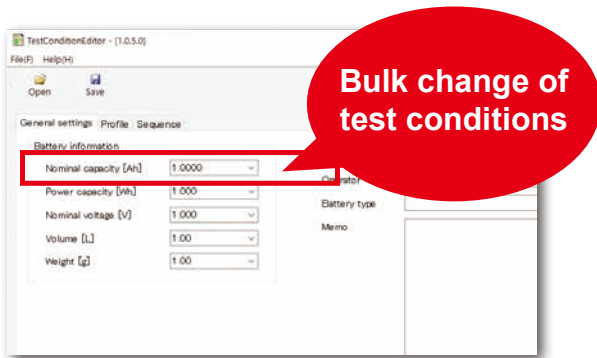 TestConditionEditor - [1.0.5.0]
File(F) Help(H)
Open Save
General settings Profile Sequence
Battery information
Nominal capacity [Ah] 1.0000
Power capacity [Wh] 1.000
Nominal voltage [V] 1.000
Volume [L] 1.00
Weight [g] 1.00
Operator
Battery type
Memo
Bulk change of
test conditions